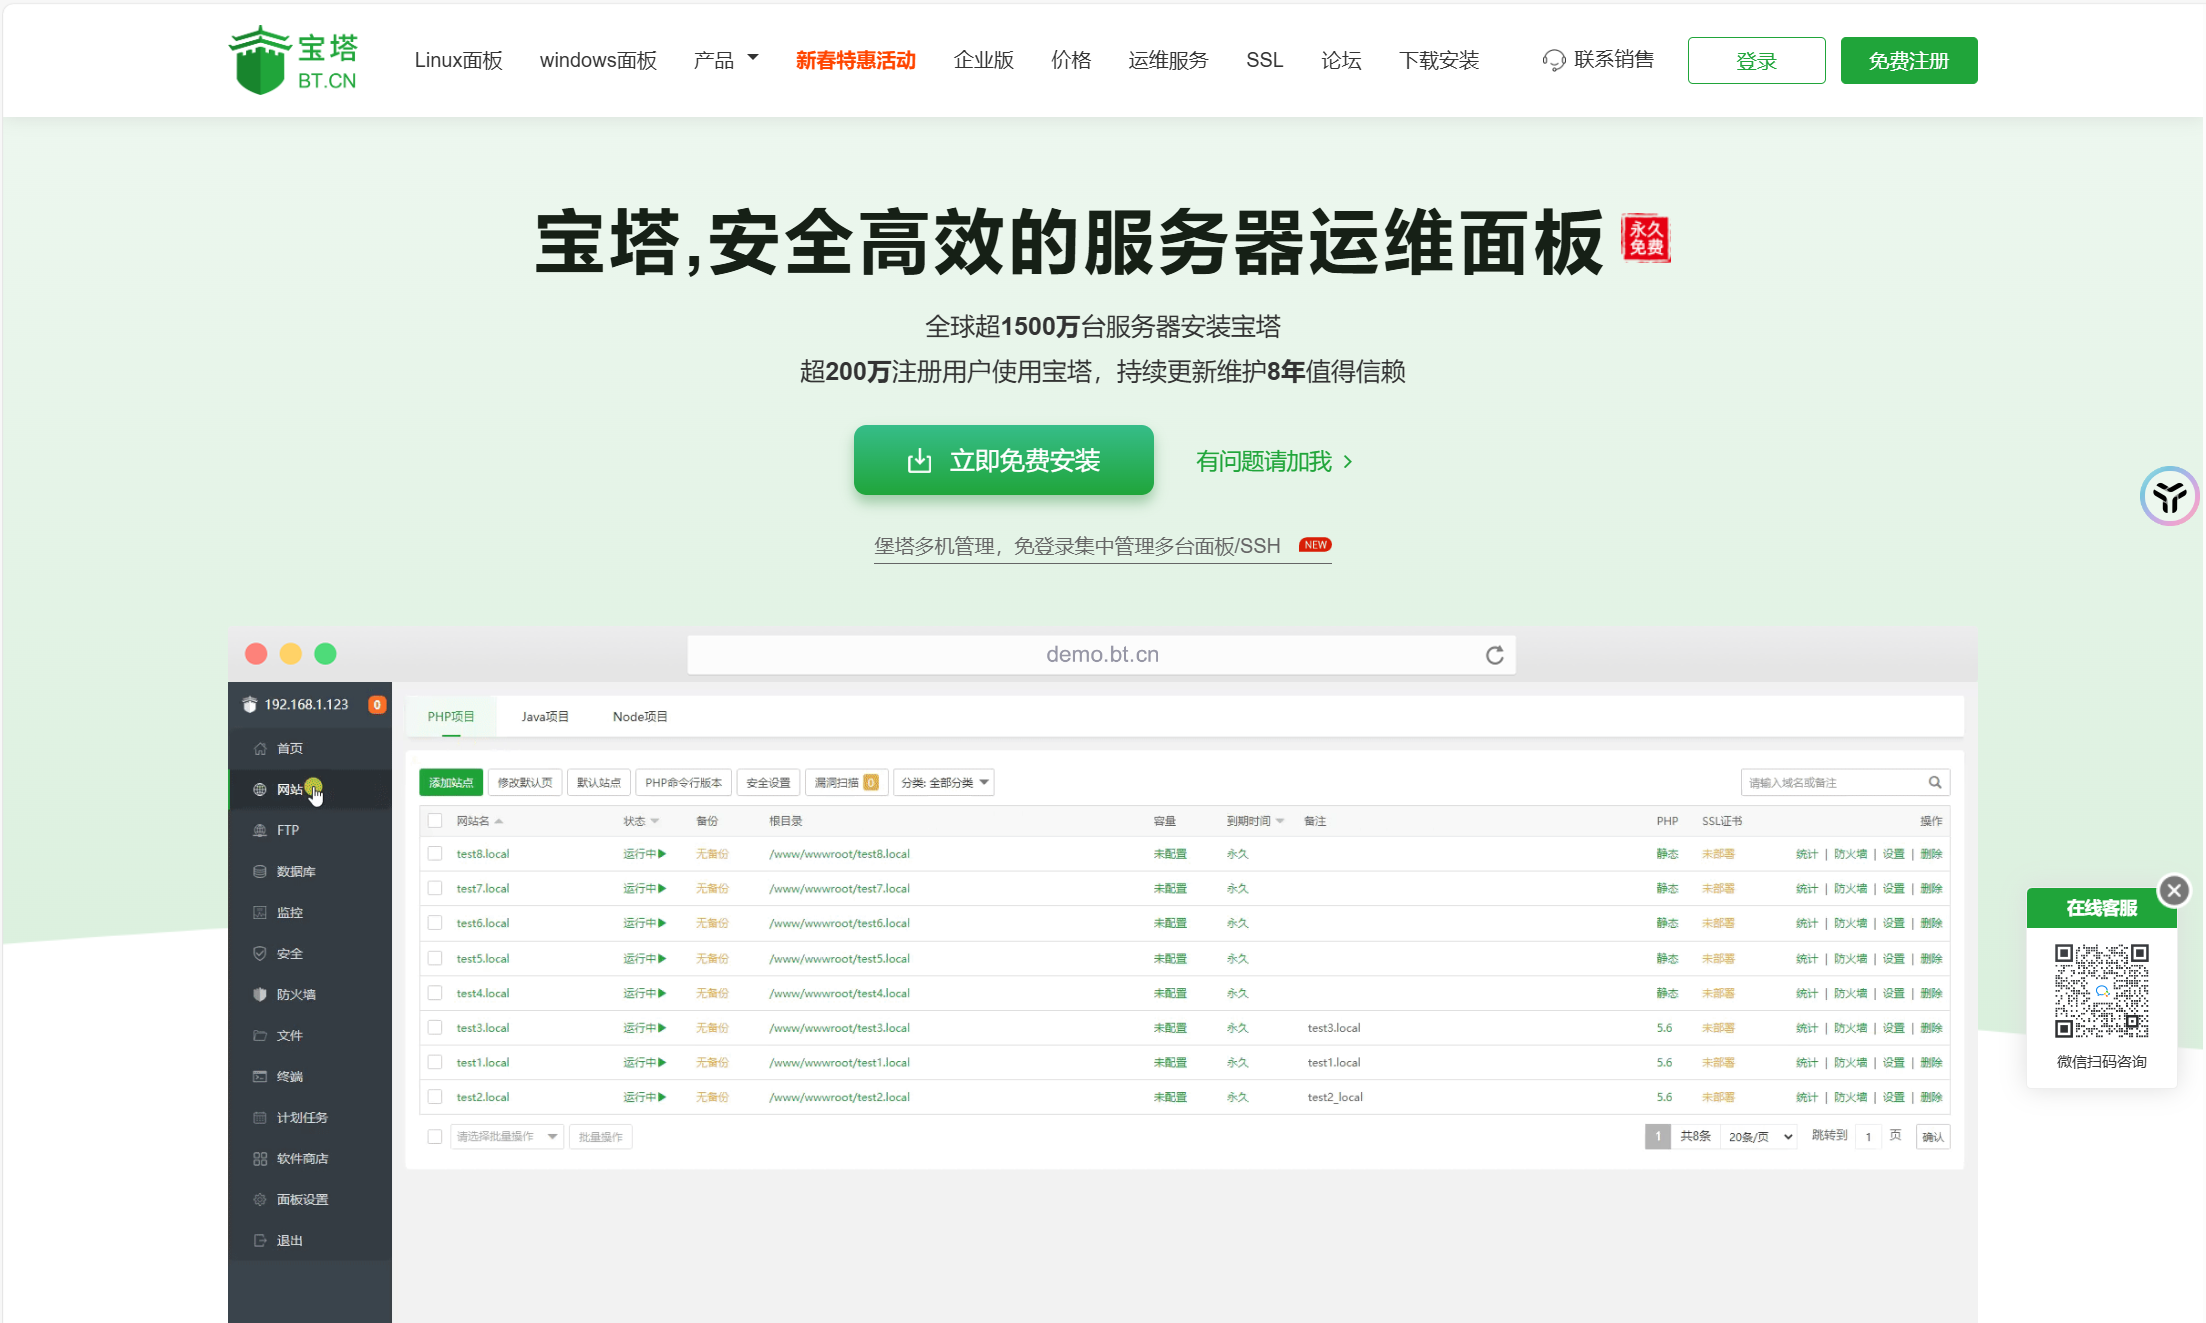 宝塔
BT.CN
Linux面板 windows面板 产品 新春特惠活动 企业版 价格 运维服务 SSL 论坛 下载安装 联系销售 登录 免费注册
宝塔,安全高效的服务器运维面板
永久
免费
全球超1500万台服务器安装宝塔
超200万注册用户使用宝塔，持续更新维护8年值得信赖
立即免费安装 有问题请加我
堡塔多机管理，免登录集中管理多台面板/SSH NEW
demo.bt.cn
192.168.1.123 0
首页
网站
FTP
数据库
监控
安全
防火墙
文件
终端
计划任务
软件商店
面板设置
退出
PHP项目 Java项目 Node项目
添加站点 修改默认页 默认站点 PHP命令行版本 安全设置 漏洞扫描 0 分类: 全部分类 请输入域名或备注
网站名 状态 备份 根目录 容量 到期时间 备注 PHP SSL证书 操作
test8.local 运行中 无备份 /www/wwwroot/test8.local 未配置 永久 静态 未部署 统计 | 防火墙 | 设置 | 删除
test7.local 运行中 无备份 /www/wwwroot/test7.local 未配置 永久 静态 未部署 统计 | 防火墙 | 设置 | 删除
test6.local 运行中 无备份 /www/wwwroot/test6.local 未配置 永久 静态 未部署 统计 | 防火墙 | 设置 | 删除
test5.local 运行中 无备份 /www/wwwroot/test5.local 未配置 永久 静态 未部署 统计 | 防火墙 | 设置 | 删除
test4.local 运行中 无备份 /www/wwwroot/test4.local 未配置 永久 静态 未部署 统计 | 防火墙 | 设置 | 删除
test3.local 运行中 无备份 /www/wwwroot/test3.local 未配置 永久 test3.local 5.6 未部署 统计 | 防火墙 | 设置 | 删除
test1.local 运行中 无备份 /www/wwwroot/test1.local 未配置 永久 test1.local 5.6 未部署 统计 | 防火墙 | 设置 | 删除
test2.local 运行中 无备份 /www/wwwroot/test2.local 未配置 永久 test2_local 5.6 未部署 统计 | 防火墙 | 设置 | 删除
请选择批量操作 批量操作 1 共8条 20条/页 跳转到 1 页 确认
在线客服
微信扫码咨询